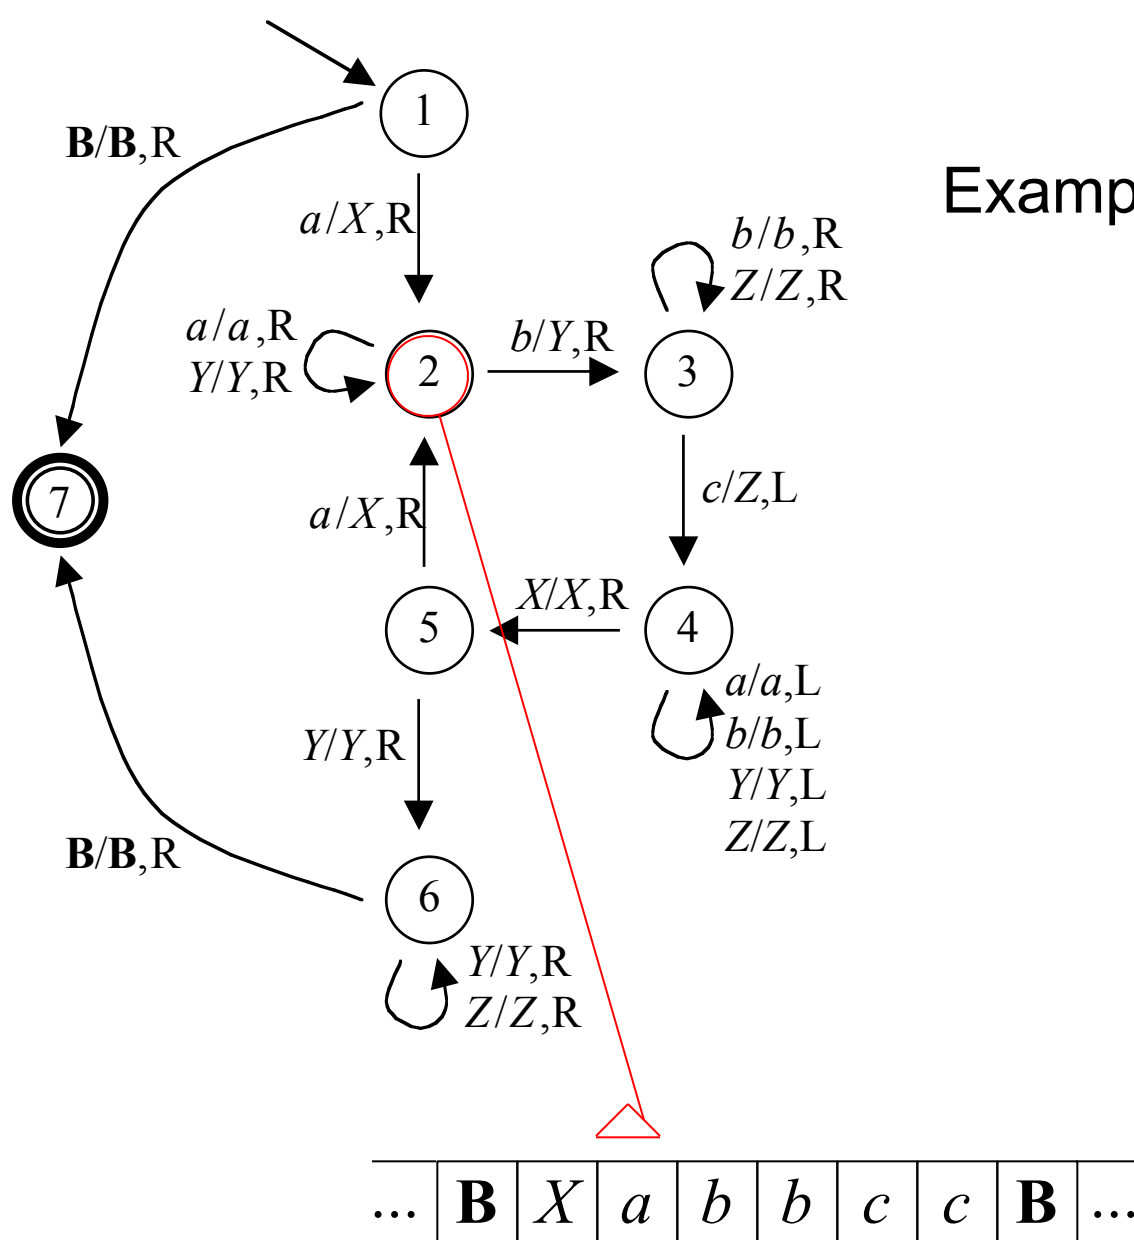 1
B/B,R
Examp
a/X,R
b/b,R
Z/Z,R
a/a,R
Y/Y,R
2
b/Y,R
3
7
a/X,R
c/Z,L
5
X/X,R
4
a/a,L
b/b,L
Y/Y,L
Z/Z,L
Y/Y,R
B/B,R
6
Y/Y,R
Z/Z,R
... B X a b b c c B ...